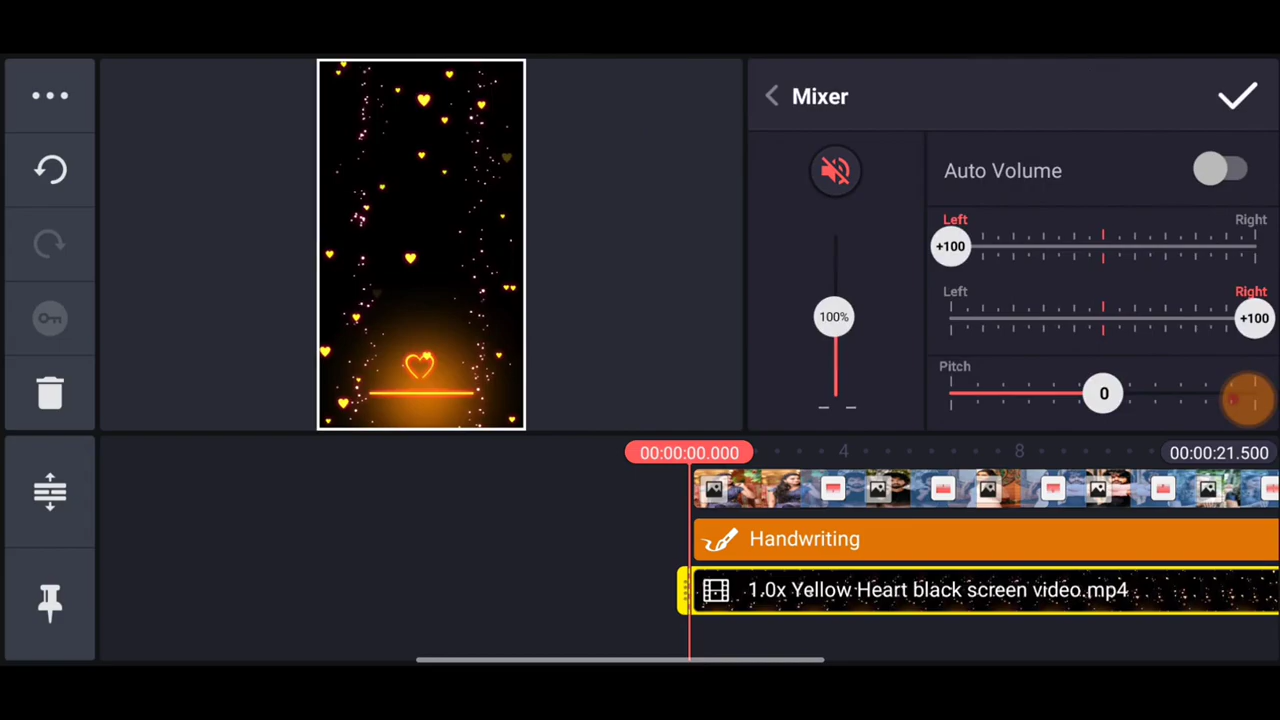 Mixer
Auto Volume
Left
Right
+100
Left
Right
+100
100%
Pitch
0
00:00:00.000
4
8
00:00:21.500
Handwriting
1.0x Yellow Heart black screen video.mp4